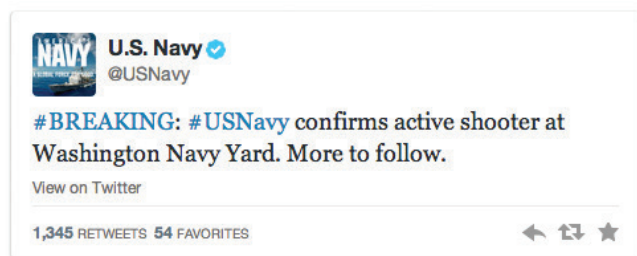 NAVY
U.S. Navy
@USNavy
#BREAKING: #USNavy confirms active shooter at
Washington Navy Yard. More to follow.
View on Twitter
1,345 RETWEETS 54 FAVORITES